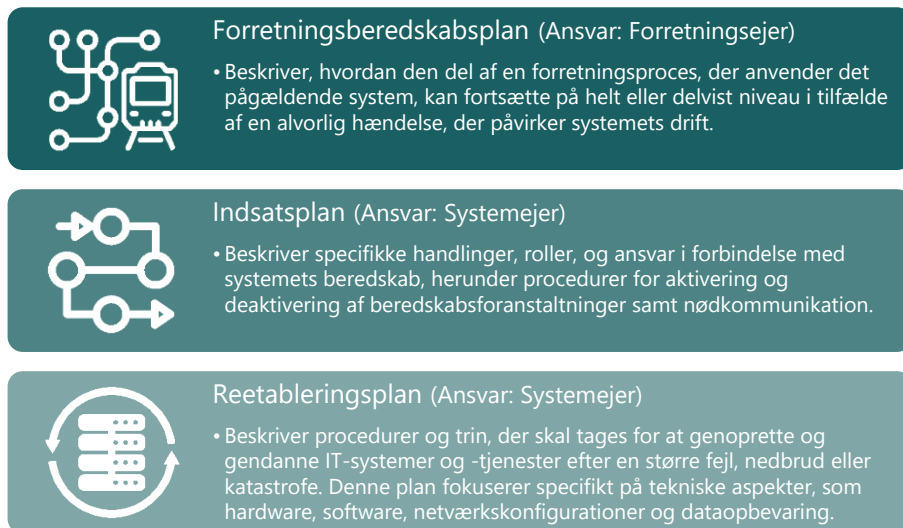 Forretningsberedskabsplan (Ansvar: Forretningsejer)
• Beskriver, hvordan den del af en forretningsproces, der anvender det
pågældende system, kan fortsætte på helt eller delvist niveau i tilfælde
af en alvorlig hændelse, der påvirker systemets drift.
Indsatsplan (Ansvar: Systemejer)
• Beskriver specifikke handlinger, roller, og ansvar i forbindelse med
systemets beredskab, herunder procedurer for aktivering og
deaktivering af beredskabsforanstaltninger samt nødkommunikation.
Reetableringsplan (Ansvar: Systemejer)
• Beskriver procedurer og trin, der skal tages for at genoprette og
gendanne IT-systemer og -tjenester efter en større fejl, nedbrud eller
katastrofe. Denne plan fokuserer specifikt på tekniske aspekter, som
hardware, software, netværkskonfigurationer og dataopbevaring.